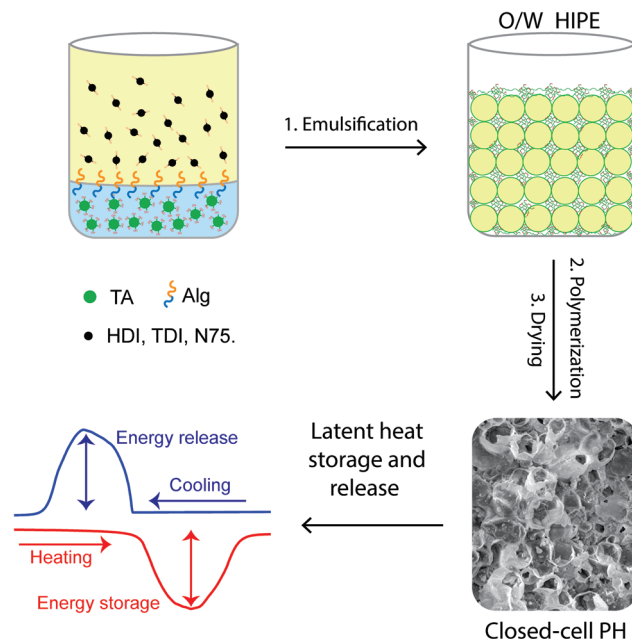 O/W HIPE
1. Emulsification
TA
Alg
HDI, TDI, N75.
2. Polymerization
3. Drying
Energy release
Cooling
Heating
Energy storage
Latent heat
storage and
release
Closed-cell PH